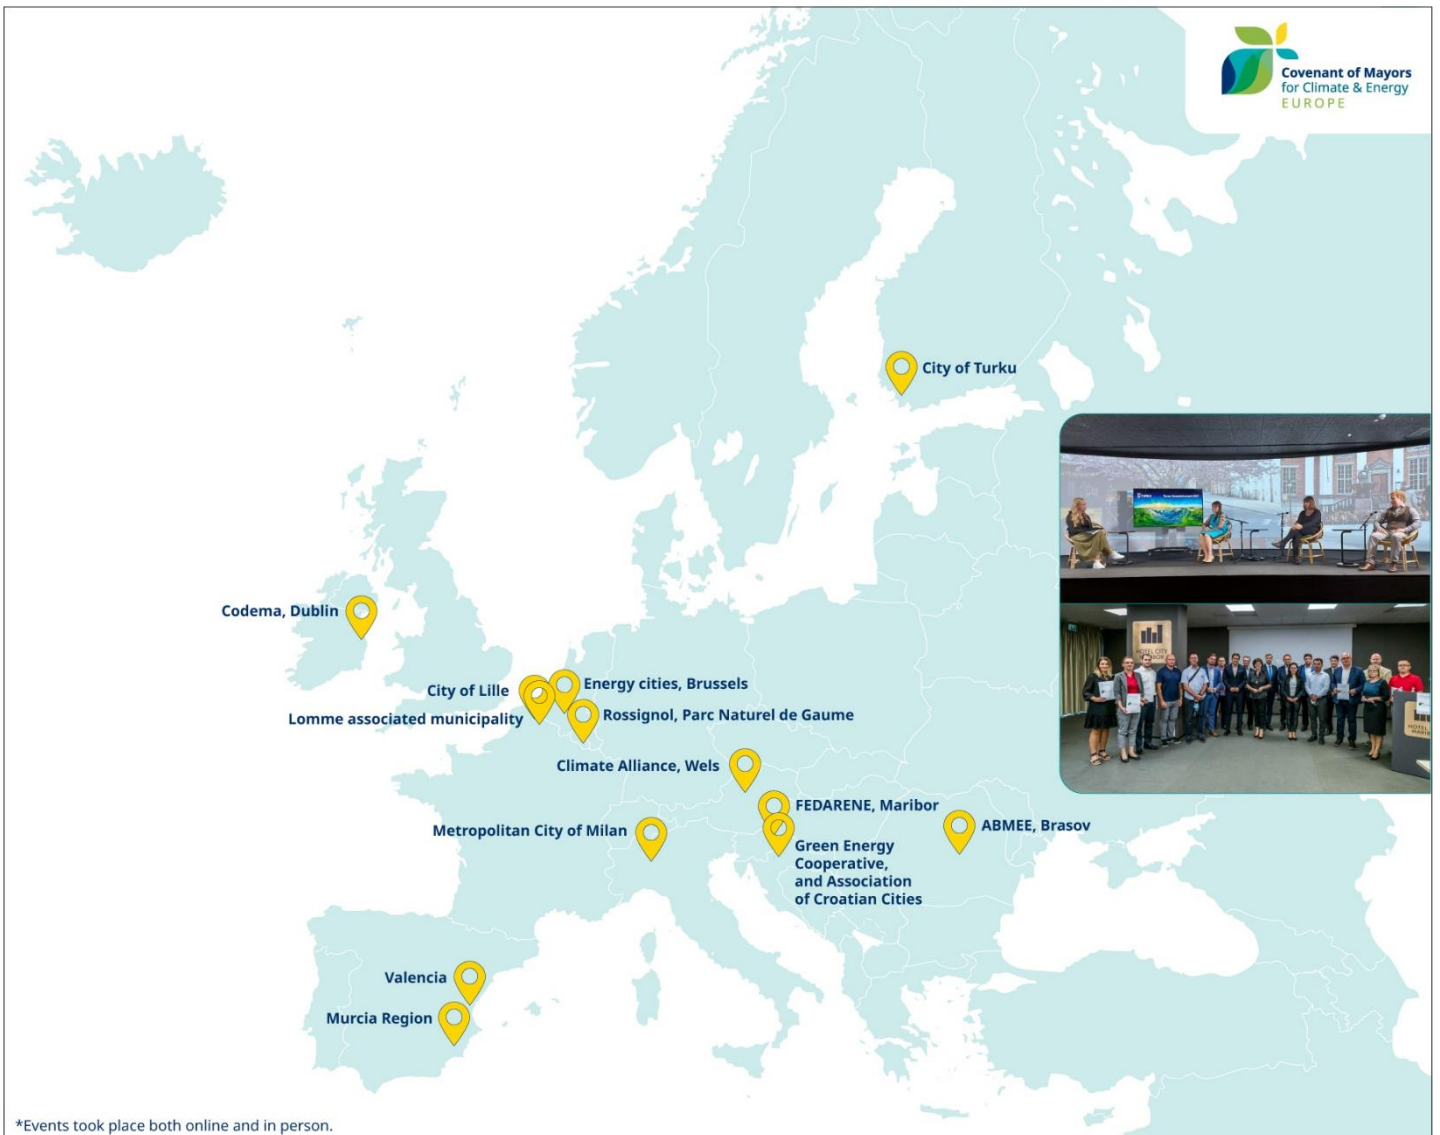 Covenant of Mayors
for Climate & Energy
EUROPE
City of Turku
Codema, Dublin
City of Lille
Energy cities, Brussels
Lomme associated municipality
Rossignol, Parc Naturel de Gaume
Climate Alliance, Wels
FEDARENE, Maribor
Metropolitan City of Milan
ABMEE, Brasov
Green Energy
Cooperative,
and Association
of Croatian Cities
Valencia
Murcia Region
HOTEL CITY
*Events took place both online and in person.